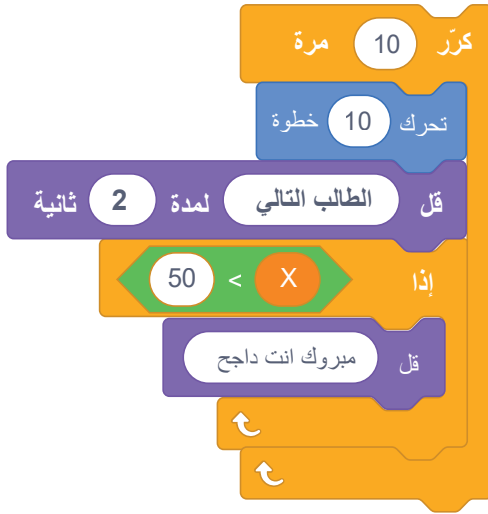 كرّر 10 مرة
تحرك 10 خطوة
قل الطالب التالي لمدة 2 ثانية
إذا X < 50
قل مبروك انت داجح